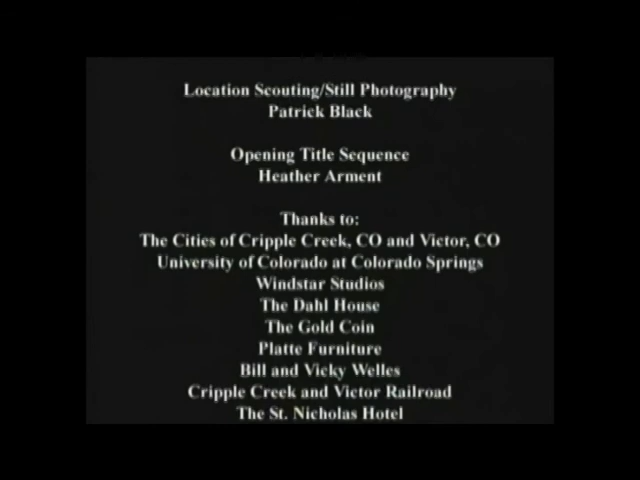 Location Scouting/Still Photography
Patrick Black
Opening Title Sequence
Heather Arment
Thanks to:
The Cities of Cripple Creek, CO and Victor, CO
University of Colorado at Colorado Springs
Windstar Studios
The Dahl House
The Gold Coin
Platte Furniture
Bill and Vicky Welles
Cripple Creek and Victor Railroad
The St. Nicholas Hotel